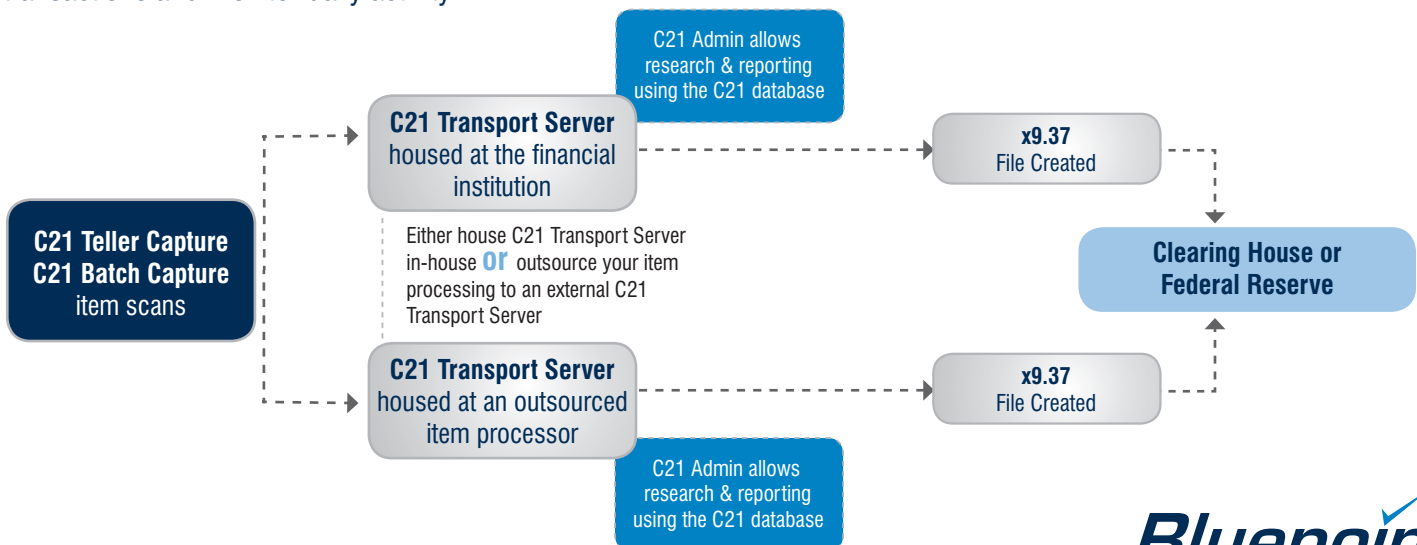 C21 Admin allows
research & reporting
using the C21 database
C21 Transport Server
housed at the financial
institution
x9.37
File Created
C21 Teller Capture
C21 Batch Capture
item scans
Either house C21 Transport Server
in-house or outsource your item
processing to an external C21
Transport Server
Clearing House or
Federal Reserve
C21 Transport Server
housed at an outsourced
item processor
x9.37
File Created
C21 Admin allows
research & reporting
using the C21 database